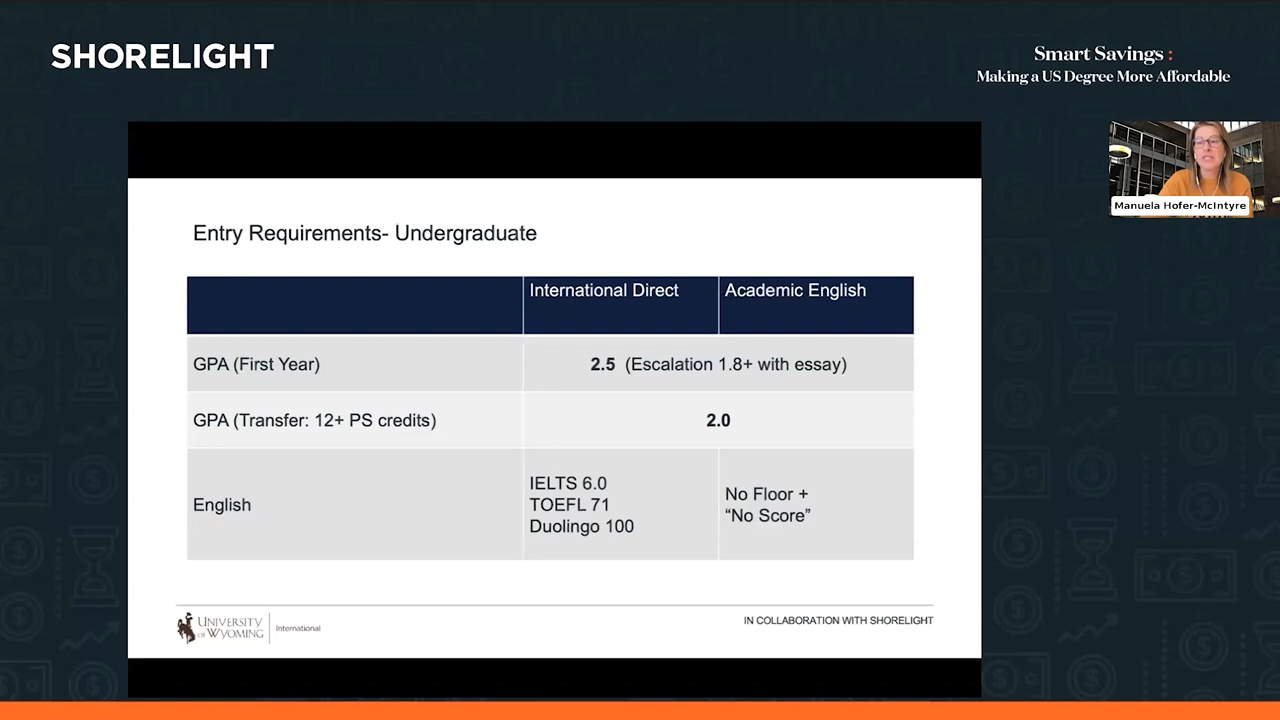 SHORELIGHT
Smart Savings :
Making a US Degree More Affordable
Manuela Hofer-McIntyre
Entry Requirements- Undergraduate
International Direct
Academic English
GPA (First Year)
2.5 (Escalation 1.8+ with essay)
GPA (Transfer: 12+ PS credits)
2.0
English
IELTS 6.0
TOEFL 71
Duolingo 100
No Floor +
“No Score”
UNIVERSITY
OF WYOMING
International
IN COLLABORATION WITH SHORELIGHT